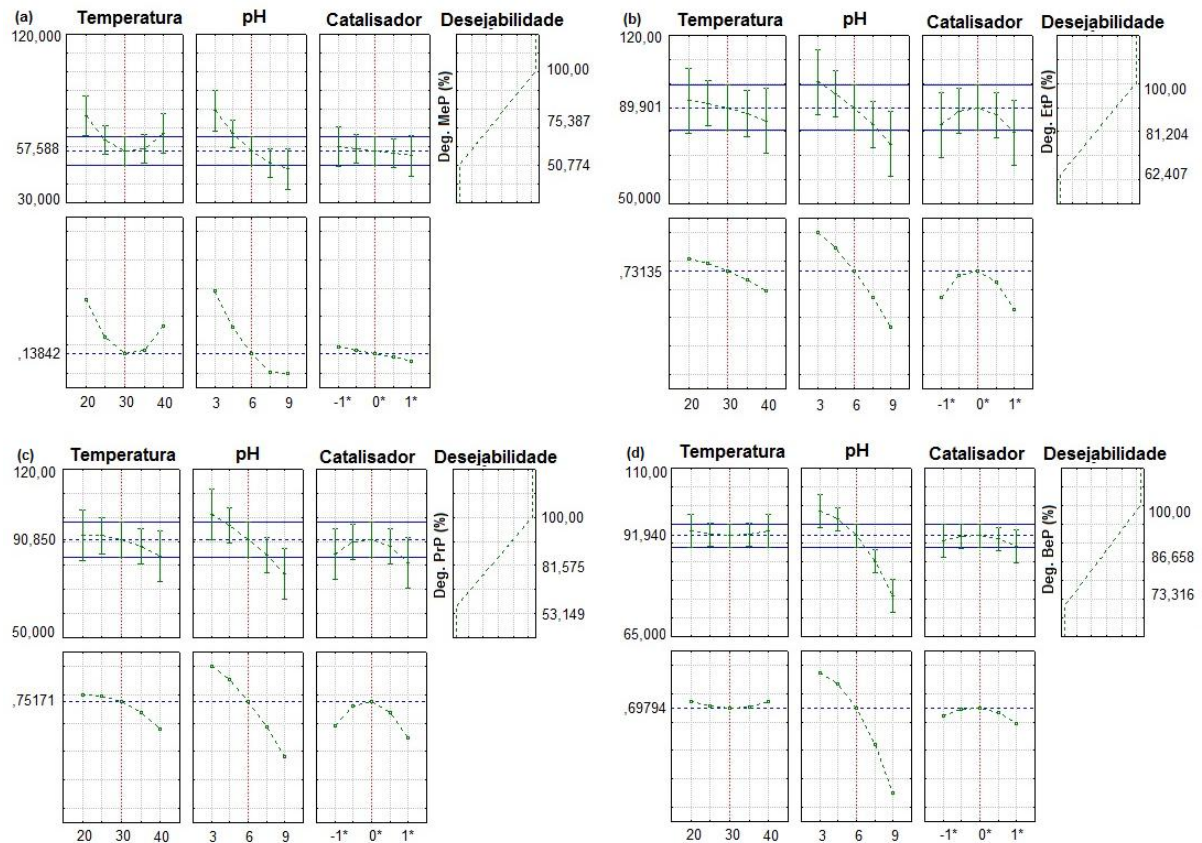 (a) Temperatura pH Catalisador Desejabilidade
120,000
57,588
30,000
Deg. MeP (%)
100,00
75,387
50,774
,13842
20 30 40 3 6 9 -1* 0* 1*
(b) Temperatura pH Catalisador Desejabilidade
120,00
89,901
50,000
Deg. EtP (%)
100,00
81,204
62,407
,73135
20 30 40 3 6 9 -1* 0* 1*
(c) Temperatura pH Catalisador Desejabilidade
120,00
90,850
50,000
Deg. PrP (%)
100,00
81,575
53,149
,75171
20 30 40 3 6 9 -1* 0* 1*
(d) Temperatura pH Catalisador Desejabilidade
110,00
91.940
65,000
Deg. BeP (%)
100,00
86,658
73,316
,69794
20 30 40 3 6 9 -1* 0* 1*